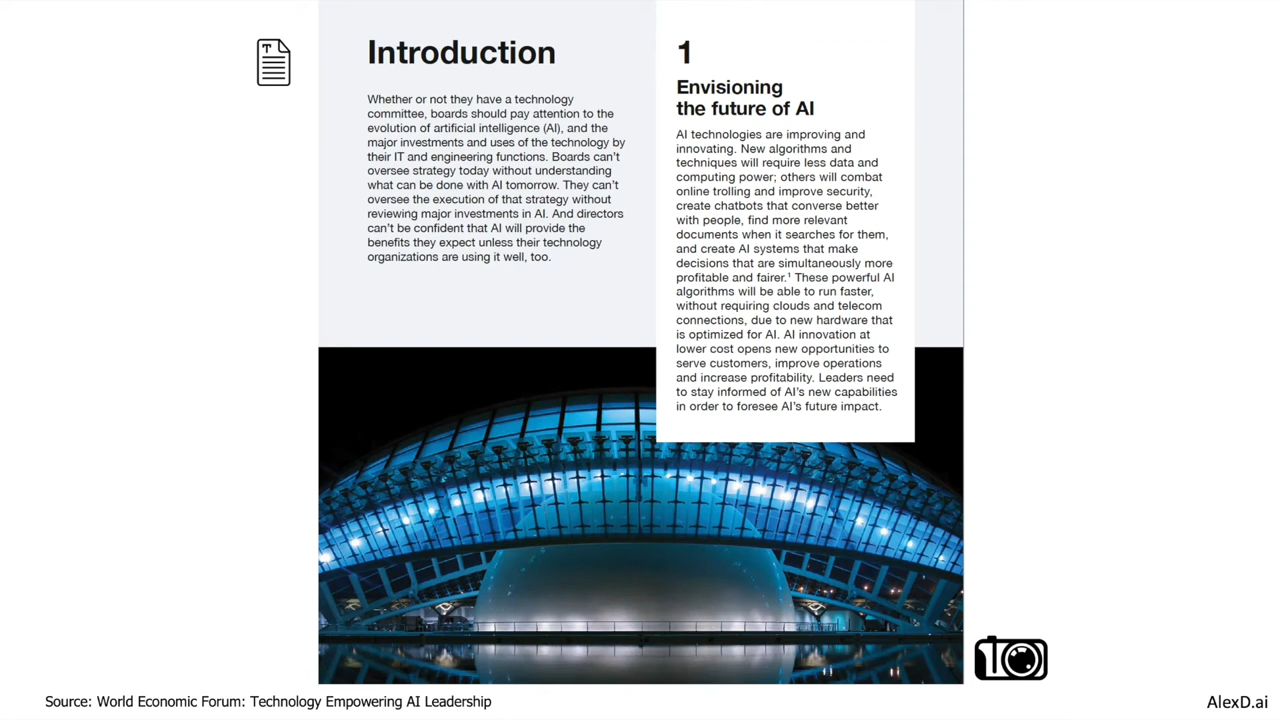 Introduction
Whether or not they have a technology
committee, boards should pay attention to the
evolution of artificial intelligence (AI), and the
major investments and uses of the technology by
their IT and engineering functions. Boards can’t
oversee strategy today without understanding
what can be done with AI tomorrow. They can’t
oversee the execution of that strategy without
reviewing major investments in AI. And directors
can’t be confident that AI will provide the
benefits they expect unless their technology
organizations are using it well, too.
1
Envisioning
the future of AI
AI technologies are improving and
innovating. New algorithms and
techniques will require less data and
computing power; others will combat
online trolling and improve security,
create chatbots that converse better
with people, find more relevant
documents when it searches for them,
and create AI systems that make
decisions that are simultaneously more
profitable and fairer.¹ These powerful AI
algorithms will be able to run faster,
without requiring clouds and telecom
connections, due to new hardware that
is optimized for AI. AI innovation at
lower cost opens new opportunities to
serve customers, improve operations
and increase profitability. Leaders need
to stay informed of AI’s new capabilities
in order to foresee AI’s future impact.
Source: World Economic Forum: Technology Empowering AI Leadership
AlexD.ai